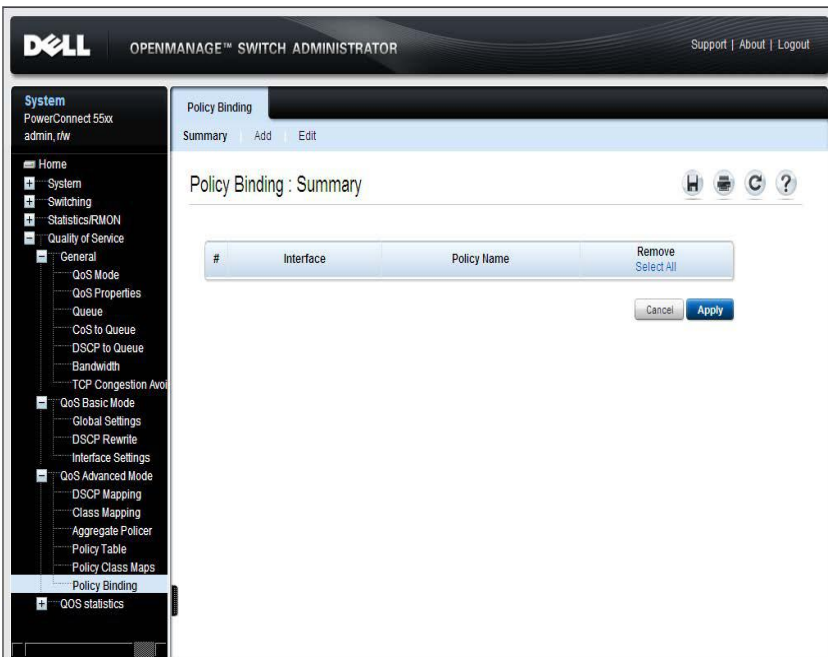 DELL
OPENMANAGE™ SWITCH ADMINISTRATOR
Support | About | Logout
System
PowerConnect 55xx
admin, r/w
Home
System
Switching
Statistics/RMON
Quality of Service
General
QoS Mode
QoS Properties
Queue
CoS to Queue
DSCP to Queue
Bandwidth
TCP Congestion Avoi
QoS Basic Mode
Global Settings
DSCP Rewrite
Interface Settings
QoS Advanced Mode
DSCP Mapping
Class Mapping
Aggregate Policer
Policy Table
Policy Class Maps
Policy Binding
QOS statistics
Policy Binding
Summary Add Edit
Policy Binding : Summary
# Interface Policy Name Remove
Select All
Cancel Apply